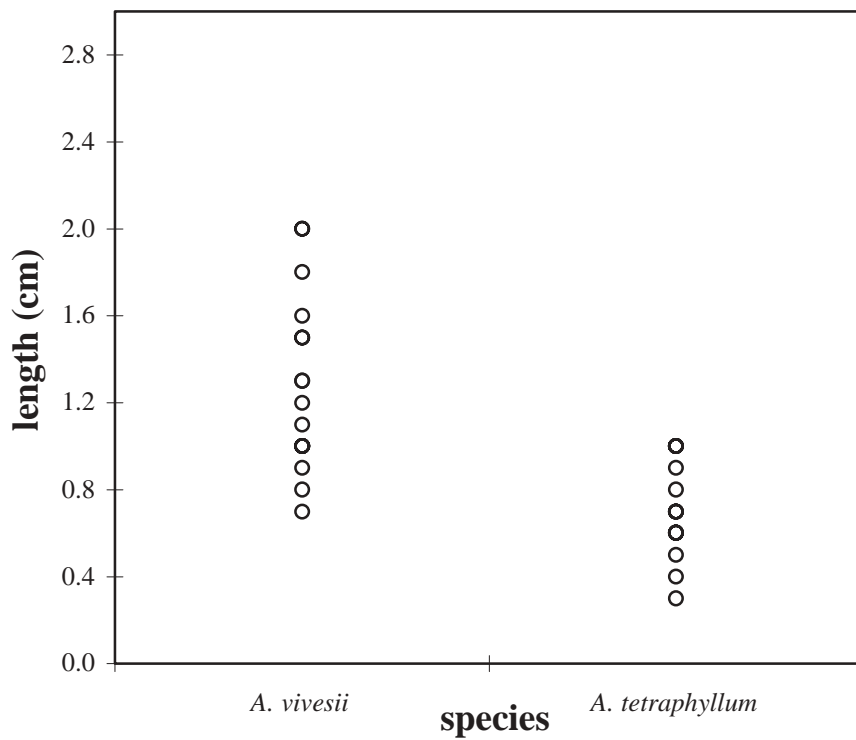 2.8
2.4
2.0
1.6
1.2
0.8
0.4
0.0
length (cm)
A. vivesii
A. tetraphyllum
species